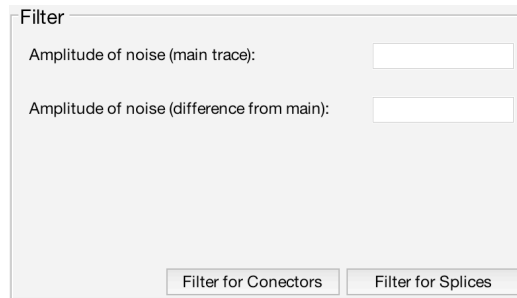 Filter
Amplitude of noise (main trace):
Amplitude of noise (difference from main):
Filter for Conectors Filter for Splices